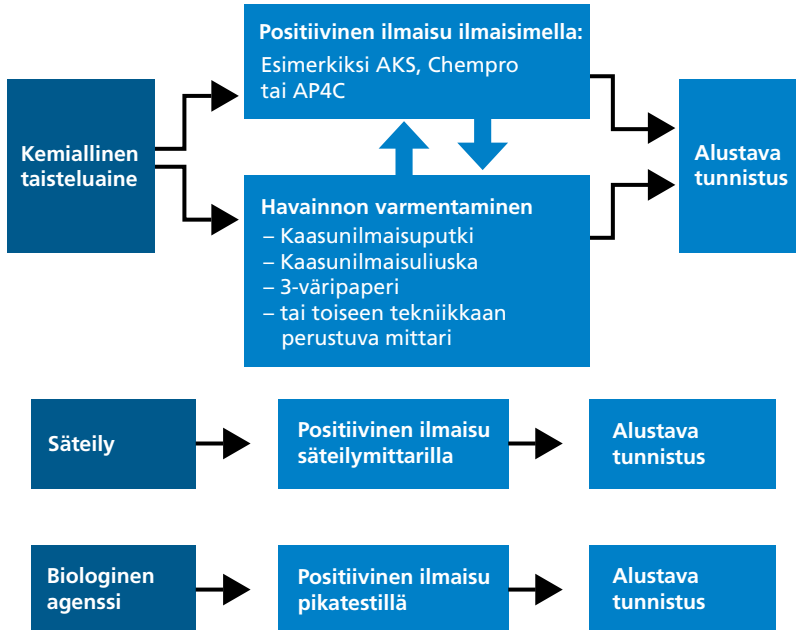 Kemiallinen
taisteluaine
Positiivinen ilmaisu ilmaisimella:
Esimerkiksi AKS, Chempro
tai AP4C
Havainnon varmentaminen
– Kaasunilmaisuputki
– Kaasunilmaisuliuska
– 3-väripaperi
– tai toiseen tekniikkaan
perustuva mittari
Alustava
tunnistus
Säteily
Positiivinen ilmaisu
säteilymittarilla
Alustava
tunnistus
Biologinen
agenssi
Positiivinen ilmaisu
pikatestillä
Alustava
tunnistus